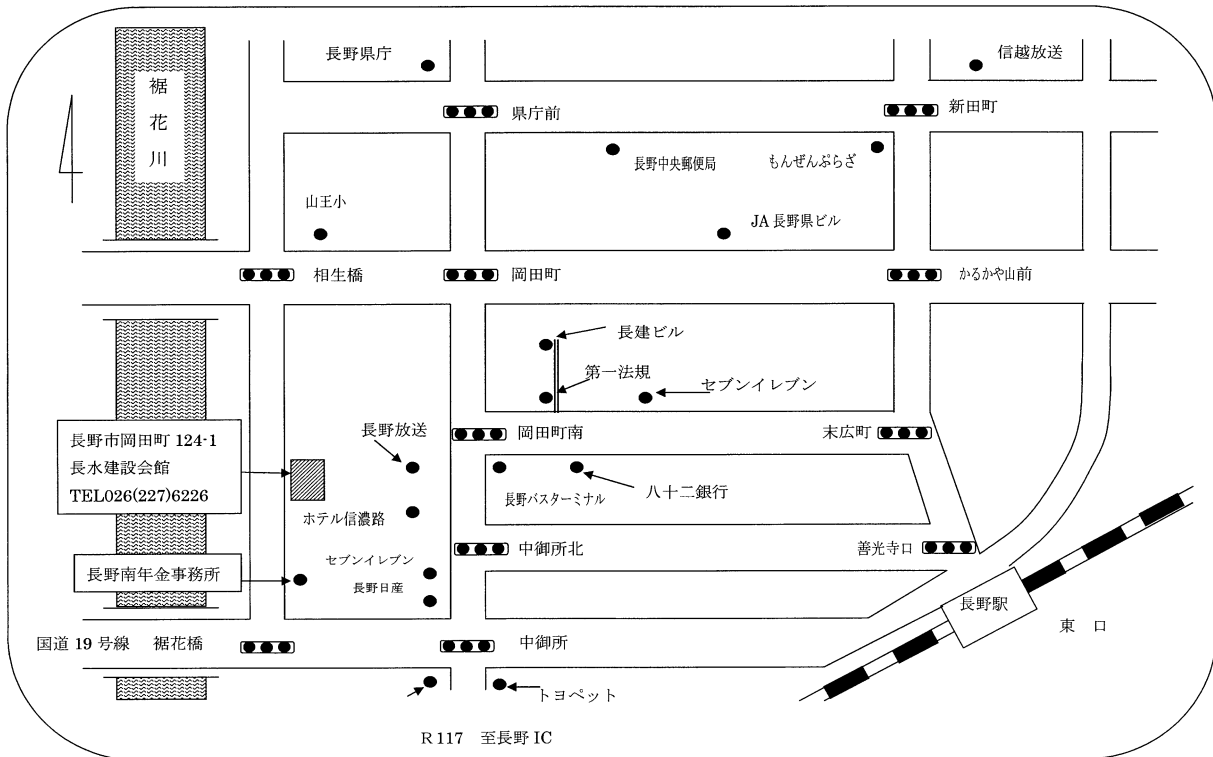 長野県庁
信越放送
裾花川
県庁前
新田町
長野中央郵便局
もんぜんぷらざ
山王小
JA 長野県ビル
相生橋
岡田町
かるかや山前
長建ビル
第一法規
セブンイレブン
長野市岡田町 124-1
長水建設会館
TEL026(227)6226
長野放送
岡田町南
末広町
長野バスターミナル
八十二銀行
ホテル信濃路
中御所北
善光寺口
セブンイレブン
長野日産
長野南年金事務所
長野駅
東 口
国道 19 号線 裾花橋
中御所
トヨペット
R117 至長野 IC